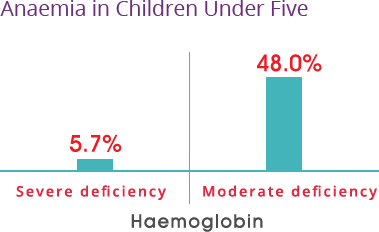 Anaemia in Children Under Five
48.0%
5.7%
Severe deficiency
Moderate deficiency
Haemoglobin